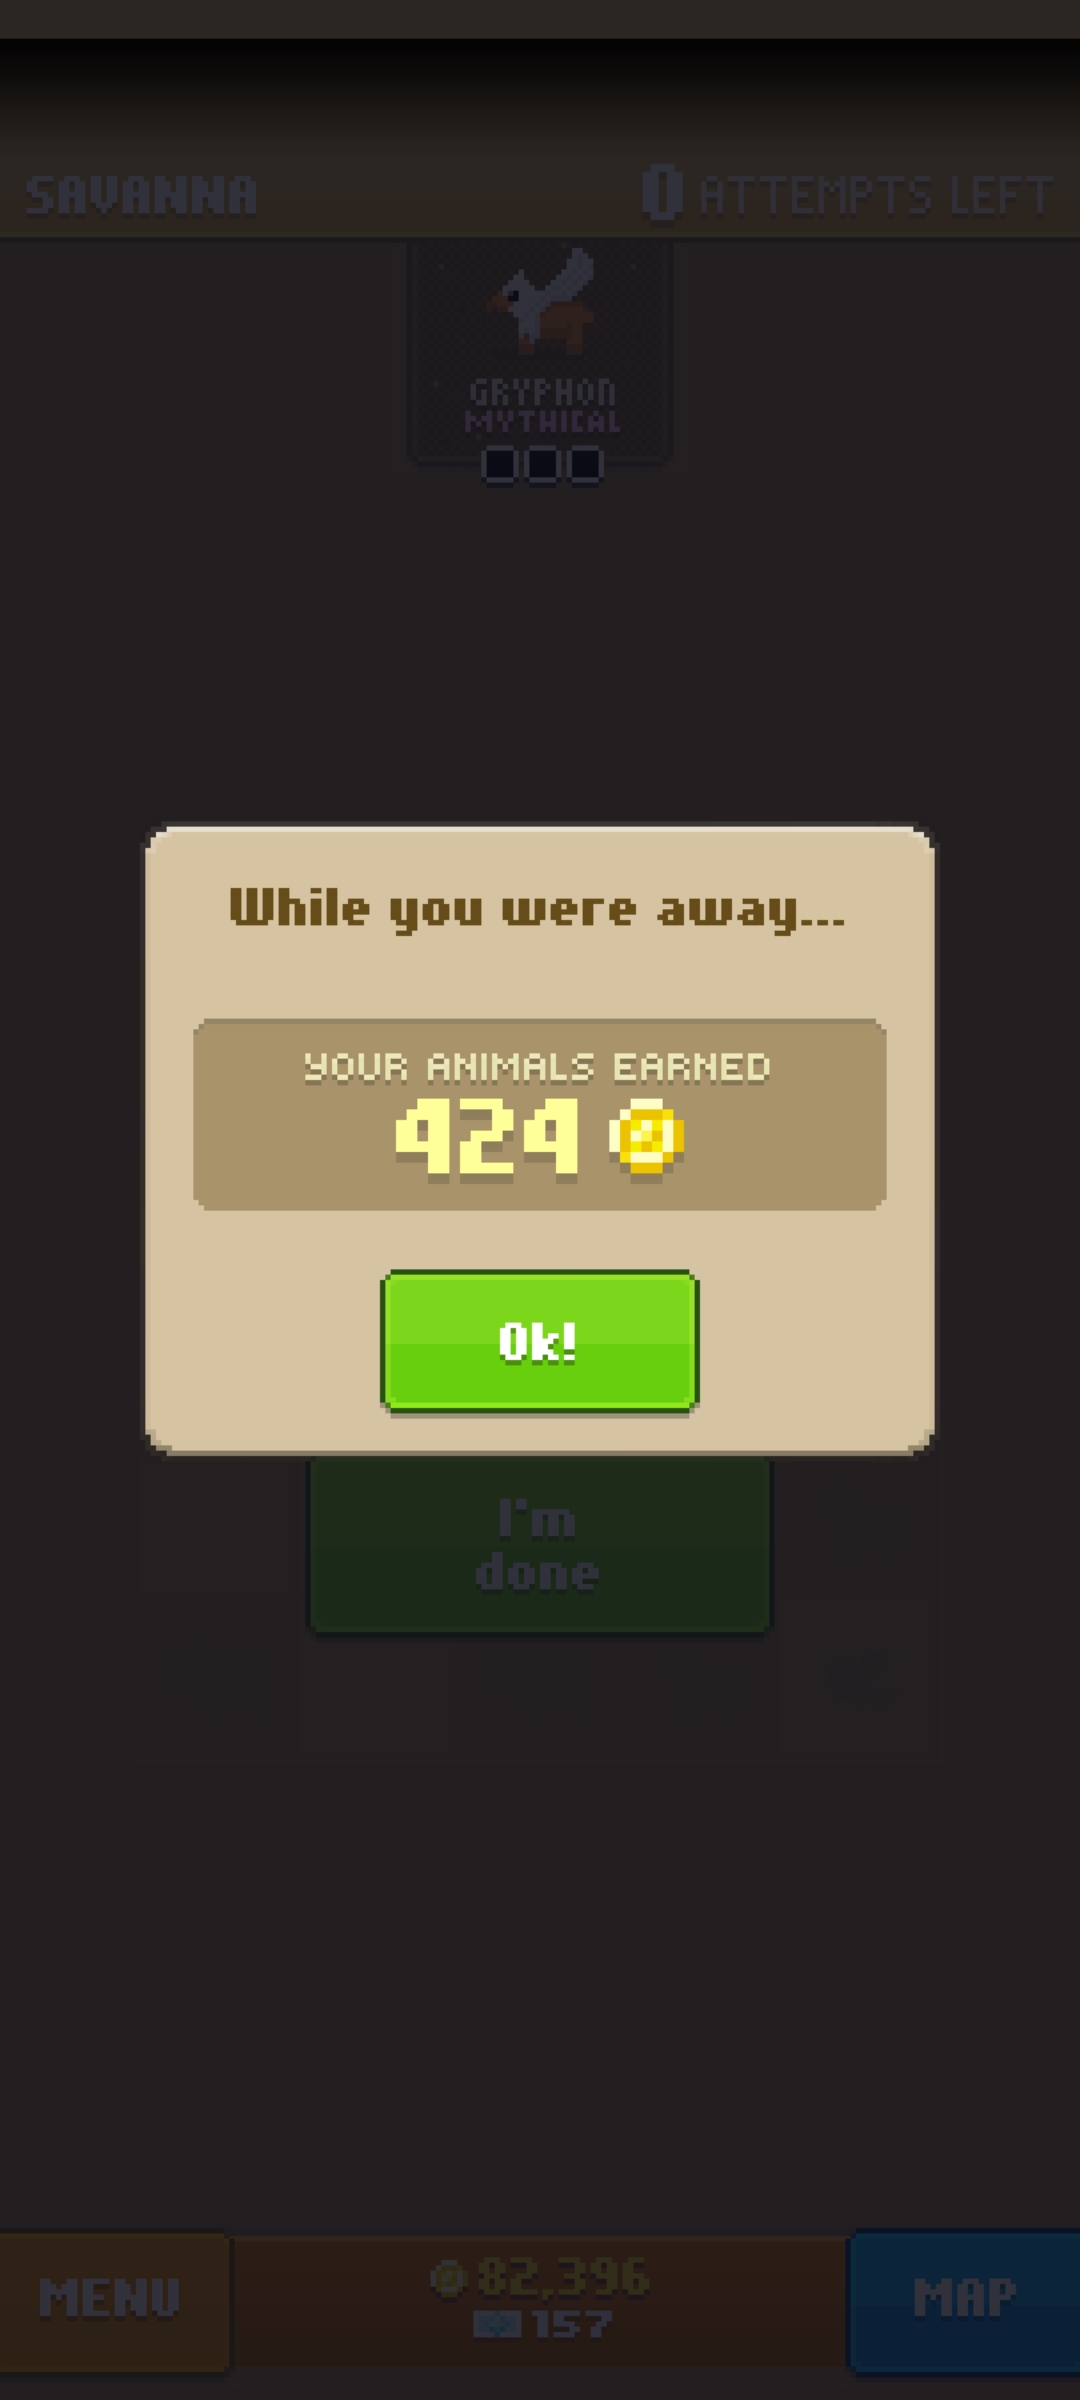 SAVANNA
0 ATTEMPTS LEFT
GRYPHON
MYTHICAL
While you were away...
YOUR ANIMALS EARNED
424
Ok!
I'm
done
MENU
82,396
157
MAP